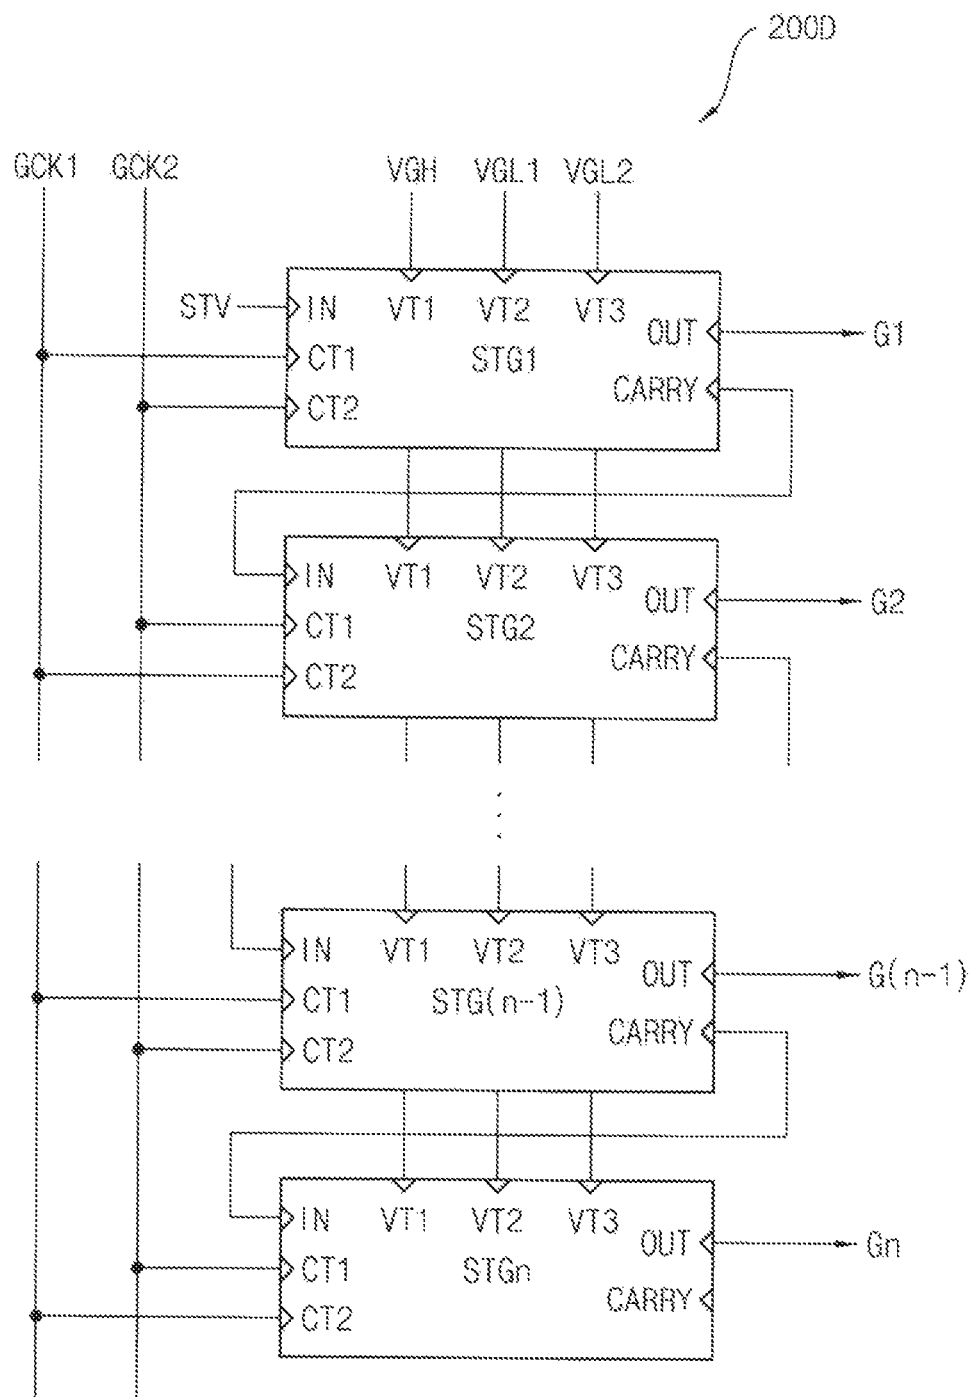 200D
GCK1 GCK2 VGH VGL1 VGL2
STV IN VT1 VT2 VT3
OUT G1
CT1 STG1
CARRY
CT2
IN VT1 VT2 VT3
OUT G2
CT1 STG2
CARRY
CT2
IN VT1 VT2 VT3
OUT G(n-1)
CT1 STG(n-1)
CARRY
CT2
IN VT1 VT2 VT3
OUT Gn
CT1 STGn
CARRY
CT2